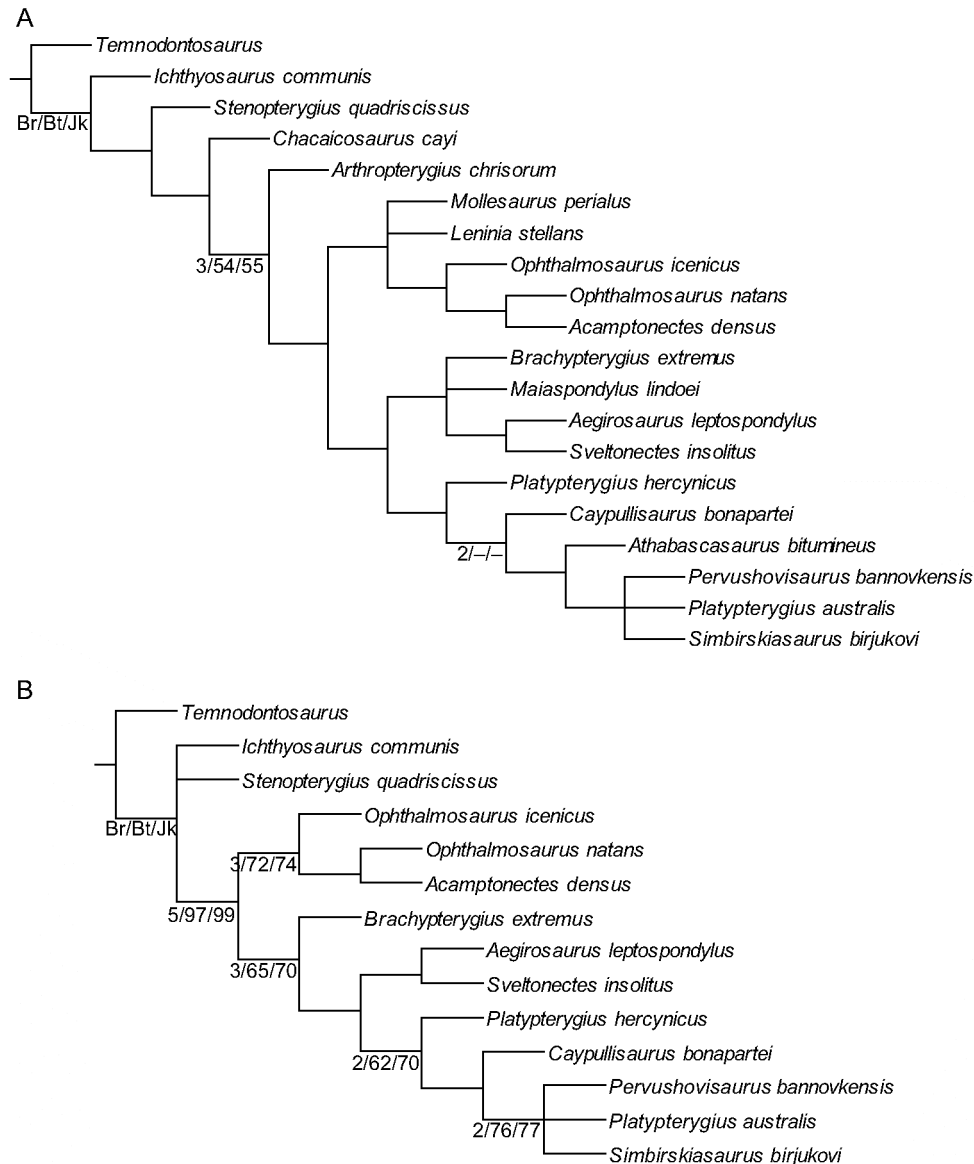 A
Temnodontosaurus
Ichthyosaurus communis
Stenopterygius quadriscissus
Br/Bt/Jk
Chacaicosaurus cayi
Arthropterygius chrisorum
Mollesaurus perialus
Leninia stellans
3/54/55
Ophthalmosaurus icenicus
Ophthalmosaurus natans
Acamptonectes densus
Brachypterygius extremus
Maiaspondylus lindoei
Aegirosaurus leptospondylus
Sveltonectes insolitus
Platypterygius hercynicus
Caypullisaurus bonapartei
Athabascasaurus bitumineus
2/–/–
Pervushovisaurus bannovkensis
Platypterygius australis
Simbirskiasaurus birjukovi
B
Temnodontosaurus
Ichthyosaurus communis
Stenopterygius quadriscissus
Ophthalmosaurus icenicus
Br/Bt/Jk
Ophthalmosaurus natans
3/72/74
Acamptonectes densus
5/97/99
Brachypterygius extremus
Aegirosaurus leptospondylus
3/65/70
Sveltonectes insolitus
Platypterygius hercynicus
Caypullisaurus bonapartei
2/62/70
Pervushovisaurus bannovkensis
Platypterygius australis
2/76/77
Simbirskiasaurus birjukovi